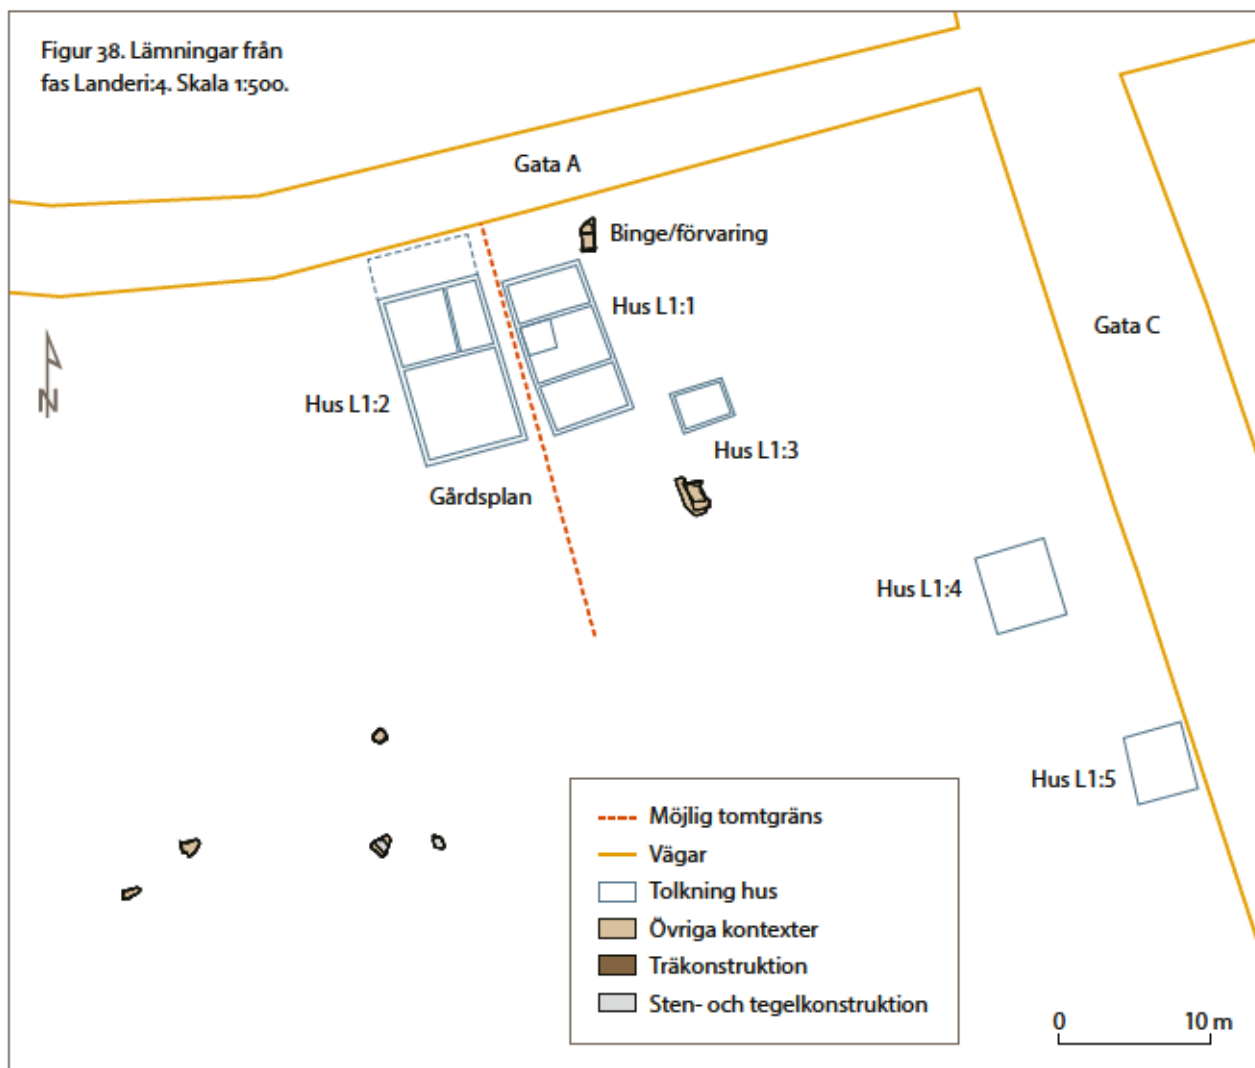 Figur 38. Lämningar från
fas Landeri:4. Skala 1:500.
Gata A
Binge/förvaring
Hus L1:1
Gata C
N
Hus L1:2
Hus L1:3
Gårdsplan
Hus L1:4
Hus L1:5
Möjlig tomtgräns
Vägar
Tolkning hus
Övriga kontexter
Träkonstruktion
Sten- och tegelkonstruktion
0 10 m